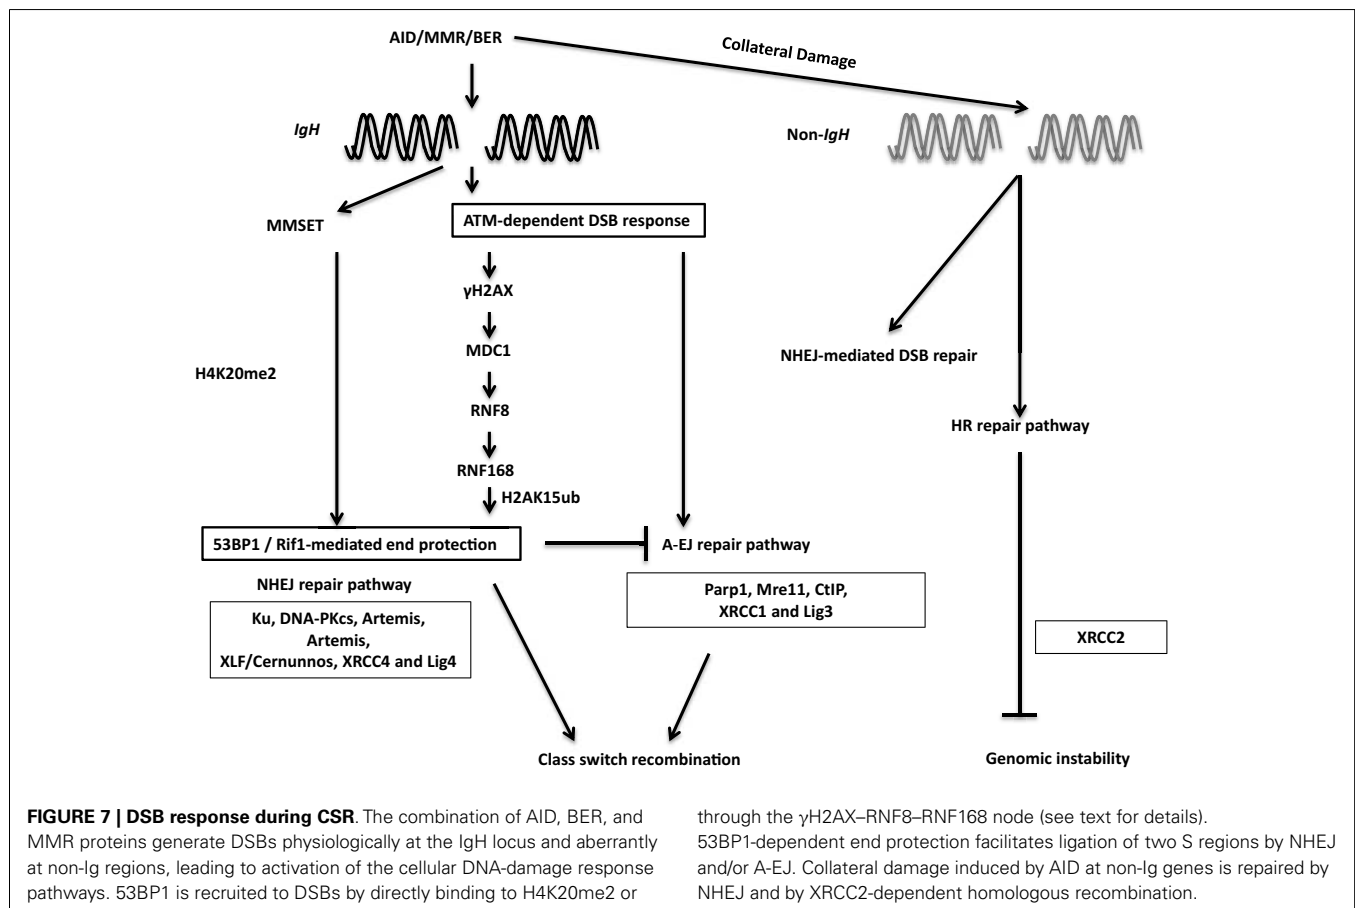 AID/MMR/BER
Collateral Damage
IgH
Non-IgH
MMSET
ATM-dependent DSB response
γH2AX
MDC1
NHEJ-mediated DSB repair
H4K20me2
RNF8
HR repair pathway
RNF168
H2AK15ub
53BP1 / Rif1-mediated end protection
A-EJ repair pathway
NHEJ repair pathway
Ku, DNA-PKcs, Artemis,
Artemis,
XLF/Cernunnos, XRCC4 and Lig4
Parp1, Mre11, CtIP,
XRCC1 and Lig3
XRCC2
Class switch recombination
Genomic instability
FIGURE 7 | DSB response during CSR. The combination of AID, BER, and
MMR proteins generate DSBs physiologically at the IgH locus and aberrantly
at non-Ig regions, leading to activation of the cellular DNA-damage response
pathways. 53BP1 is recruited to DSBs by directly binding to H4K20me2 or
through the γH2AX–RNF8–RNF168 node (see text for details).
53BP1-dependent end protection facilitates ligation of two S regions by NHEJ
and/or A-EJ. Collateral damage induced by AID at non-Ig genes is repaired by
NHEJ and by XRCC2-dependent homologous recombination.